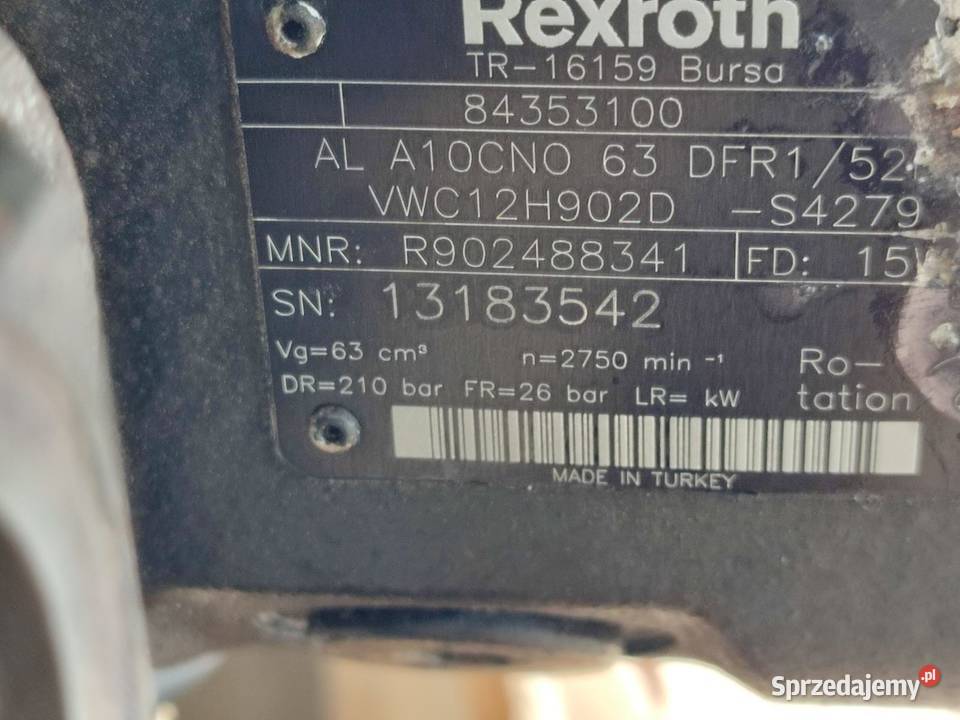 Rexroth
TR-16159 Bursa
84353100
AL A10CNO 63 DFR1/52
VWC12H902D -S4279
MNR: R902488341 FD: 15
SN: 13183542
Vg=63 cm³ n=2750 min ⁻¹ Ro-
DR=210 bar FR=26 bar LR= kW tation
MADE IN TURKEY
Sprzedajemy.pl